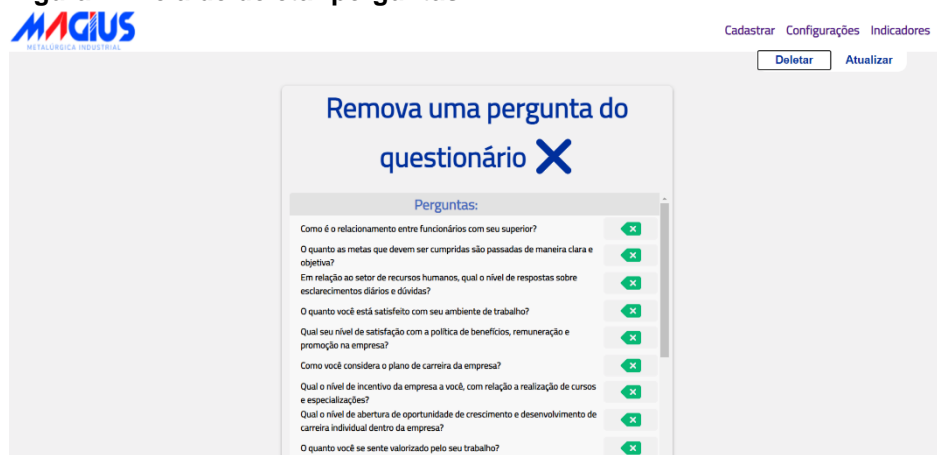 MAGIUS
METALÚRGICA INDUSTRIAL
Cadastrar Configurações Indicadores
Deletar Atualizar
Remova uma pergunta do
questionário
Perguntas:
Como é o relacionamento entre funcionários com seu superior?
O quanto as metas que devem ser cumpridas são passadas de maneira clara e
objetiva?
Em relação ao setor de recursos humanos, qual o nível de respostas sobre
esclarecimentos diários e dúvidas?
O quanto você está satisfeito com seu ambiente de trabalho?
Qual seu nível de satisfação com a política de benefícios, remuneração e
promoção na empresa?
Como você considera o plano de carreira da empresa?
Qual o nível de incentivo da empresa a você, com relação a realização de cursos
e especializações?
Qual o nível de abertura de oportunidade de crescimento e desenvolvimento de
carreira individual dentro da empresa?
O quanto você se sente valorizado pelo seu trabalho?